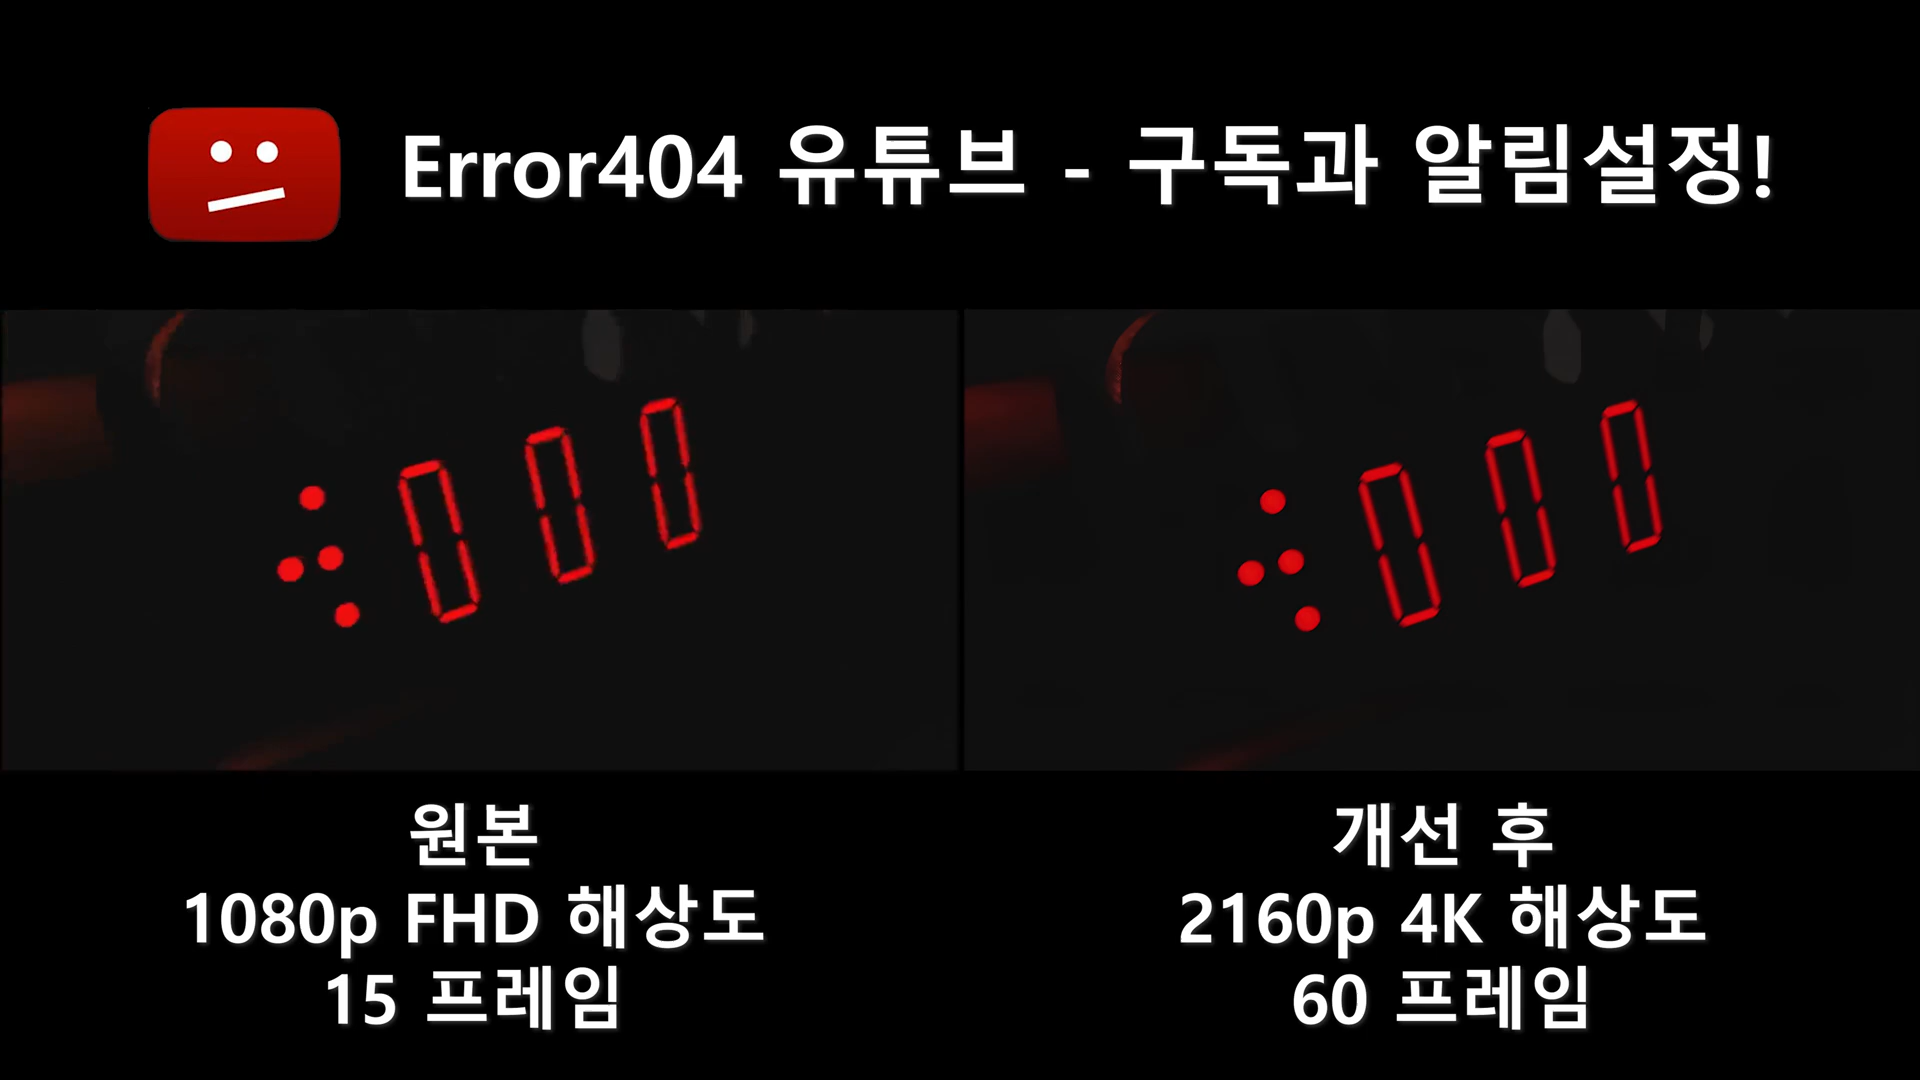 Error404 유튜브 - 구독과 알림설정!
000
000
원본
1080p FHD 해상도
15 프레임
개선 후
2160p 4K 해상도
60 프레임